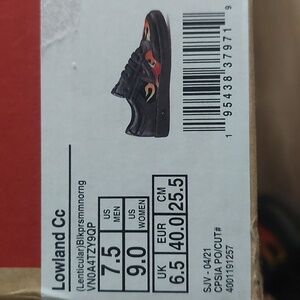 Lowland Cc
(Lenticular)Blkprsmmnorng
VN0A4TZY9QP
US MEN 7.5
US WOMEN 9.0
UK 6.5
EUR 40.0
CM 25.5
SJV - 04/21
CPSIA PO/CUT#
4001191257
1 95438 37971 9